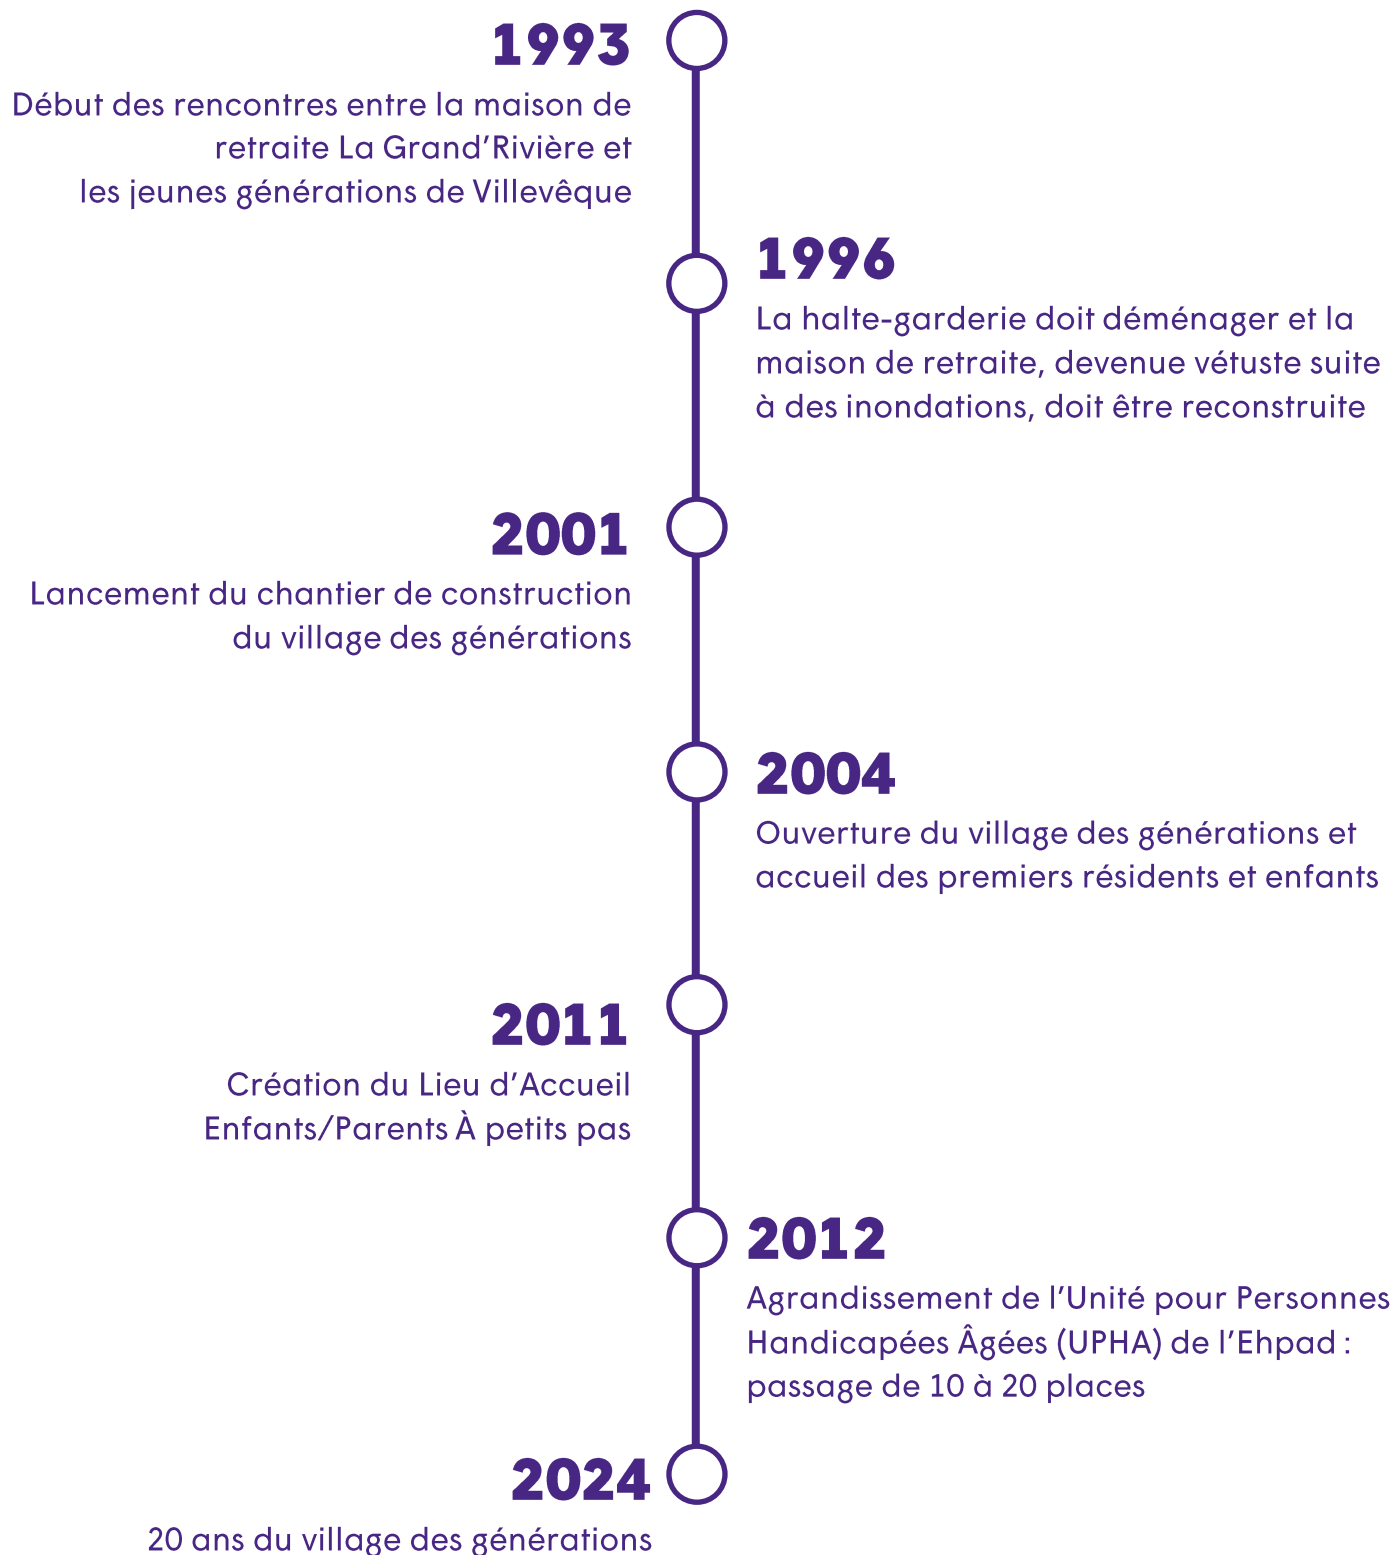 1993
Début des rencontres entre la maison de
retraite La Grand’Rivière et
les jeunes générations de Villevêque
1996
La halte-garderie doit déménager et la
maison de retraite, devenue vétuste suite
à des inondations, doit être reconstruite
2001
Lancement du chantier de construction
du village des générations
2004
Ouverture du village des générations et
accueil des premiers résidents et enfants
2011
Création du Lieu d’Accueil
Enfants/Parents À petits pas
2012
Agrandissement de l’Unité pour Personnes
Handicapées Âgées (UPHA) de l’Ehpad :
passage de 10 à 20 places
2024
20 ans du village des générations